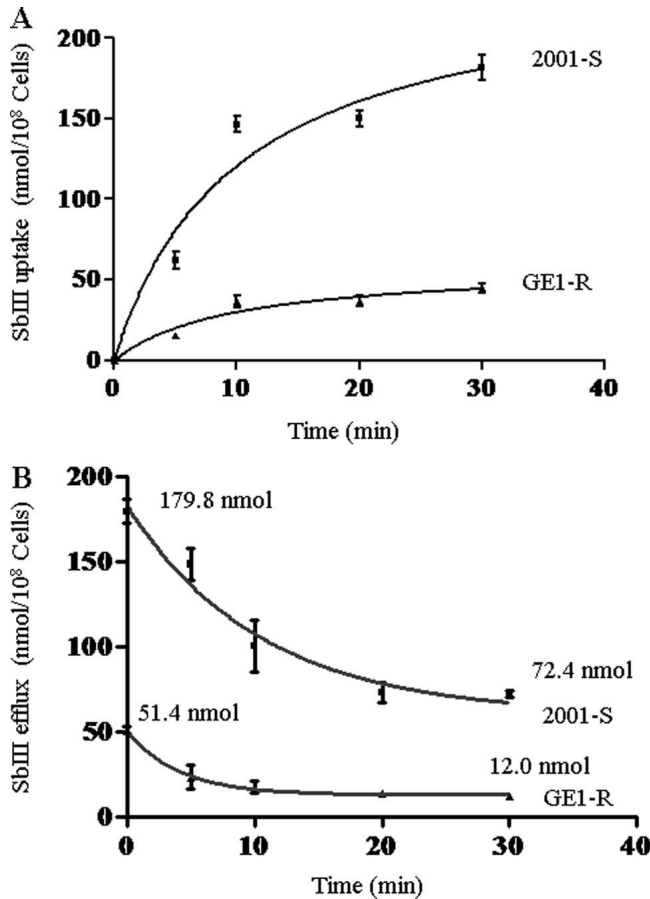 A
200
150
100
50
0
0 10 20 30 40
SbIII uptake (nmol/10⁸ Cells)
Time (min)
2001-S
GE1-R
B
200
150
100
50
0
0 10 20 30 40
SbIII efflux (nmol/10⁸ Cells)
Time (min)
179.8 nmol
72.4 nmol
2001-S
51.4 nmol
12.0 nmol
GE1-R